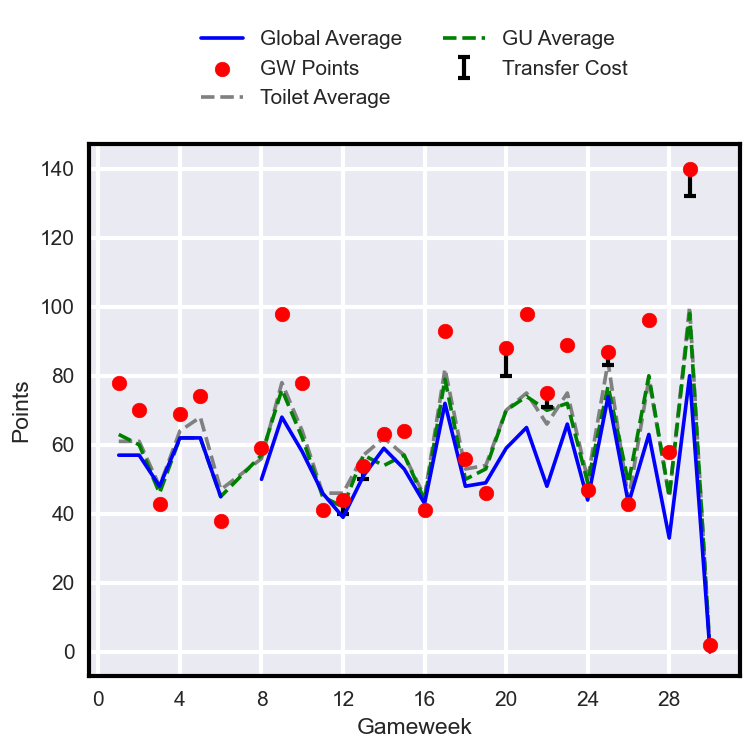 Global Average
GW Points
Toilet Average
GU Average
Transfer Cost
Points
140
120
100
80
60
40
20
0
0 4 8 12 16 20 24 28
Gameweek